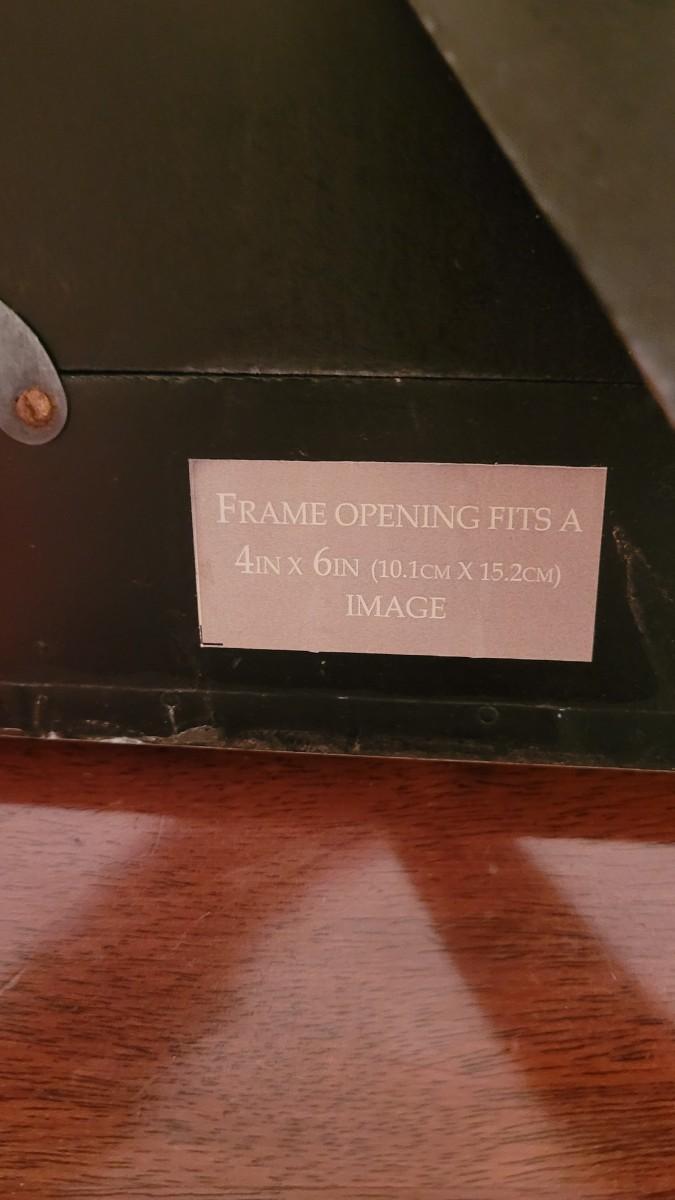 FRAME OPENING FITS A
4IN X 6IN (10.1CM X 15.2CM)
IMAGE